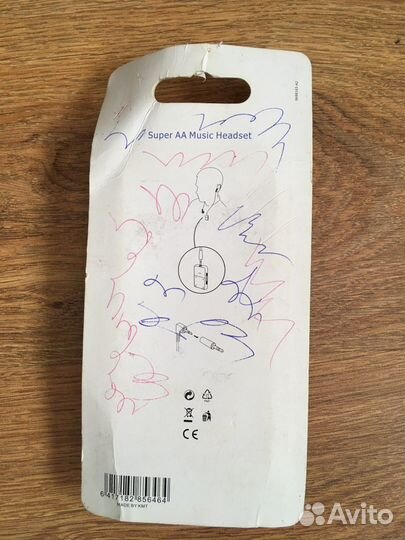 Super AA Music Headset
CE
6 417182 856464
MADE BY KMT
Avito